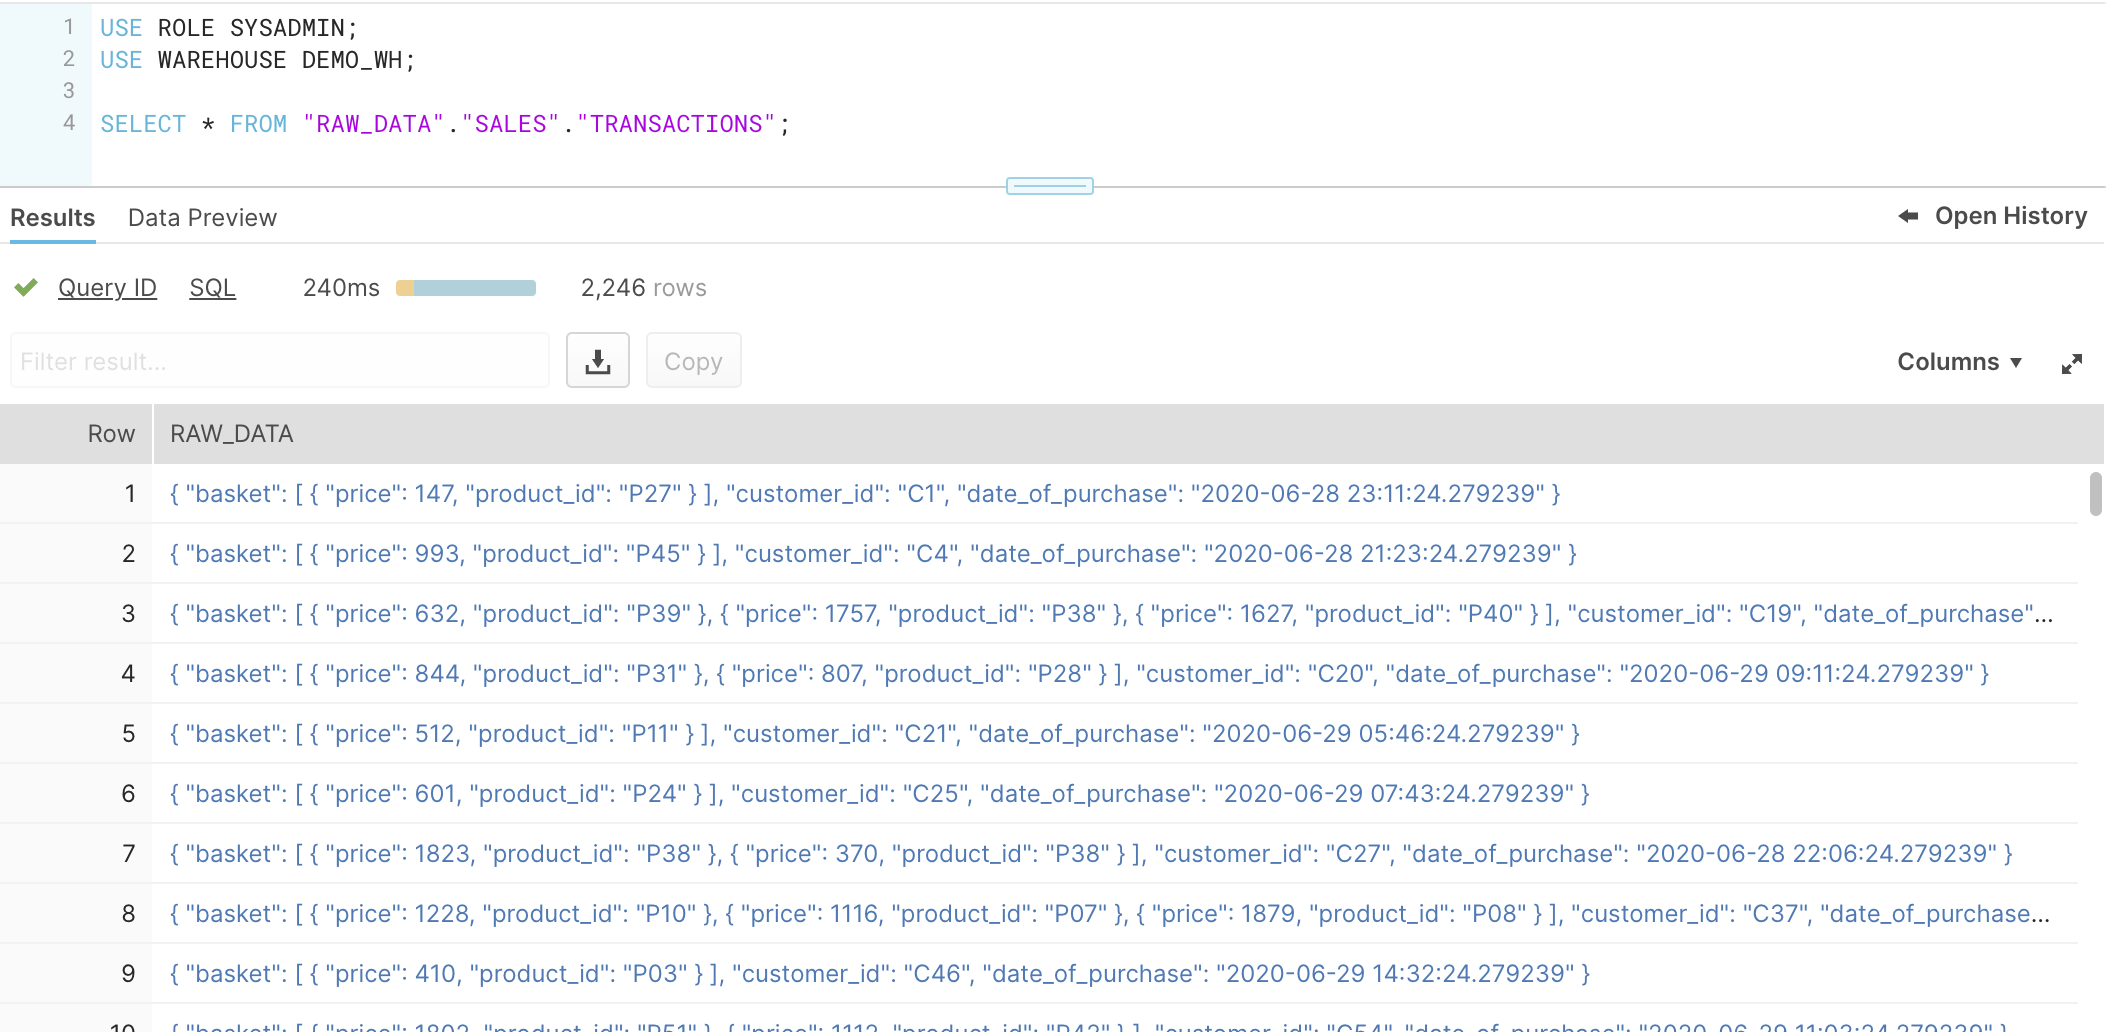 1 USE ROLE SYSADMIN;
2 USE WAREHOUSE DEMO_WH;
3
4 SELECT * FROM "RAW_DATA"."SALES"."TRANSACTIONS";
Results Data Preview Open History
Query ID SQL 240ms 2,246 rows
Filter result... Copy Columns
Row RAW_DATA
1 { "basket": [ { "price": 147, "product_id": "P27" } ], "customer_id": "C1", "date_of_purchase": "2020-06-28 23:11:24.279239" }
2 { "basket": [ { "price": 993, "product_id": "P45" } ], "customer_id": "C4", "date_of_purchase": "2020-06-28 21:23:24.279239" }
3 { "basket": [ { "price": 632, "product_id": "P39" }, { "price": 1757, "product_id": "P38" }, { "price": 1627, "product_id": "P40" } ], "customer_id": "C19", "date_of_purchase"...
4 { "basket": [ { "price": 844, "product_id": "P31" }, { "price": 807, "product_id": "P28" } ], "customer_id": "C20", "date_of_purchase": "2020-06-29 09:11:24.279239" }
5 { "basket": [ { "price": 512, "product_id": "P11" } ], "customer_id": "C21", "date_of_purchase": "2020-06-29 05:46:24.279239" }
6 { "basket": [ { "price": 601, "product_id": "P24" } ], "customer_id": "C25", "date_of_purchase": "2020-06-29 07:43:24.279239" }
7 { "basket": [ { "price": 1823, "product_id": "P38" }, { "price": 370, "product_id": "P38" } ], "customer_id": "C27", "date_of_purchase": "2020-06-28 22:06:24.279239" }
8 { "basket": [ { "price": 1228, "product_id": "P10" }, { "price": 1116, "product_id": "P07" }, { "price": 1879, "product_id": "P08" } ], "customer_id": "C37", "date_of_purchase...
9 { "basket": [ { "price": 410, "product_id": "P03" } ], "customer_id": "C46", "date_of_purchase": "2020-06-29 14:32:24.279239" }
10 { "basket": [ { "price": "product_id": { "price": "product_id": } ], "customer_id": "date_of_purchase":